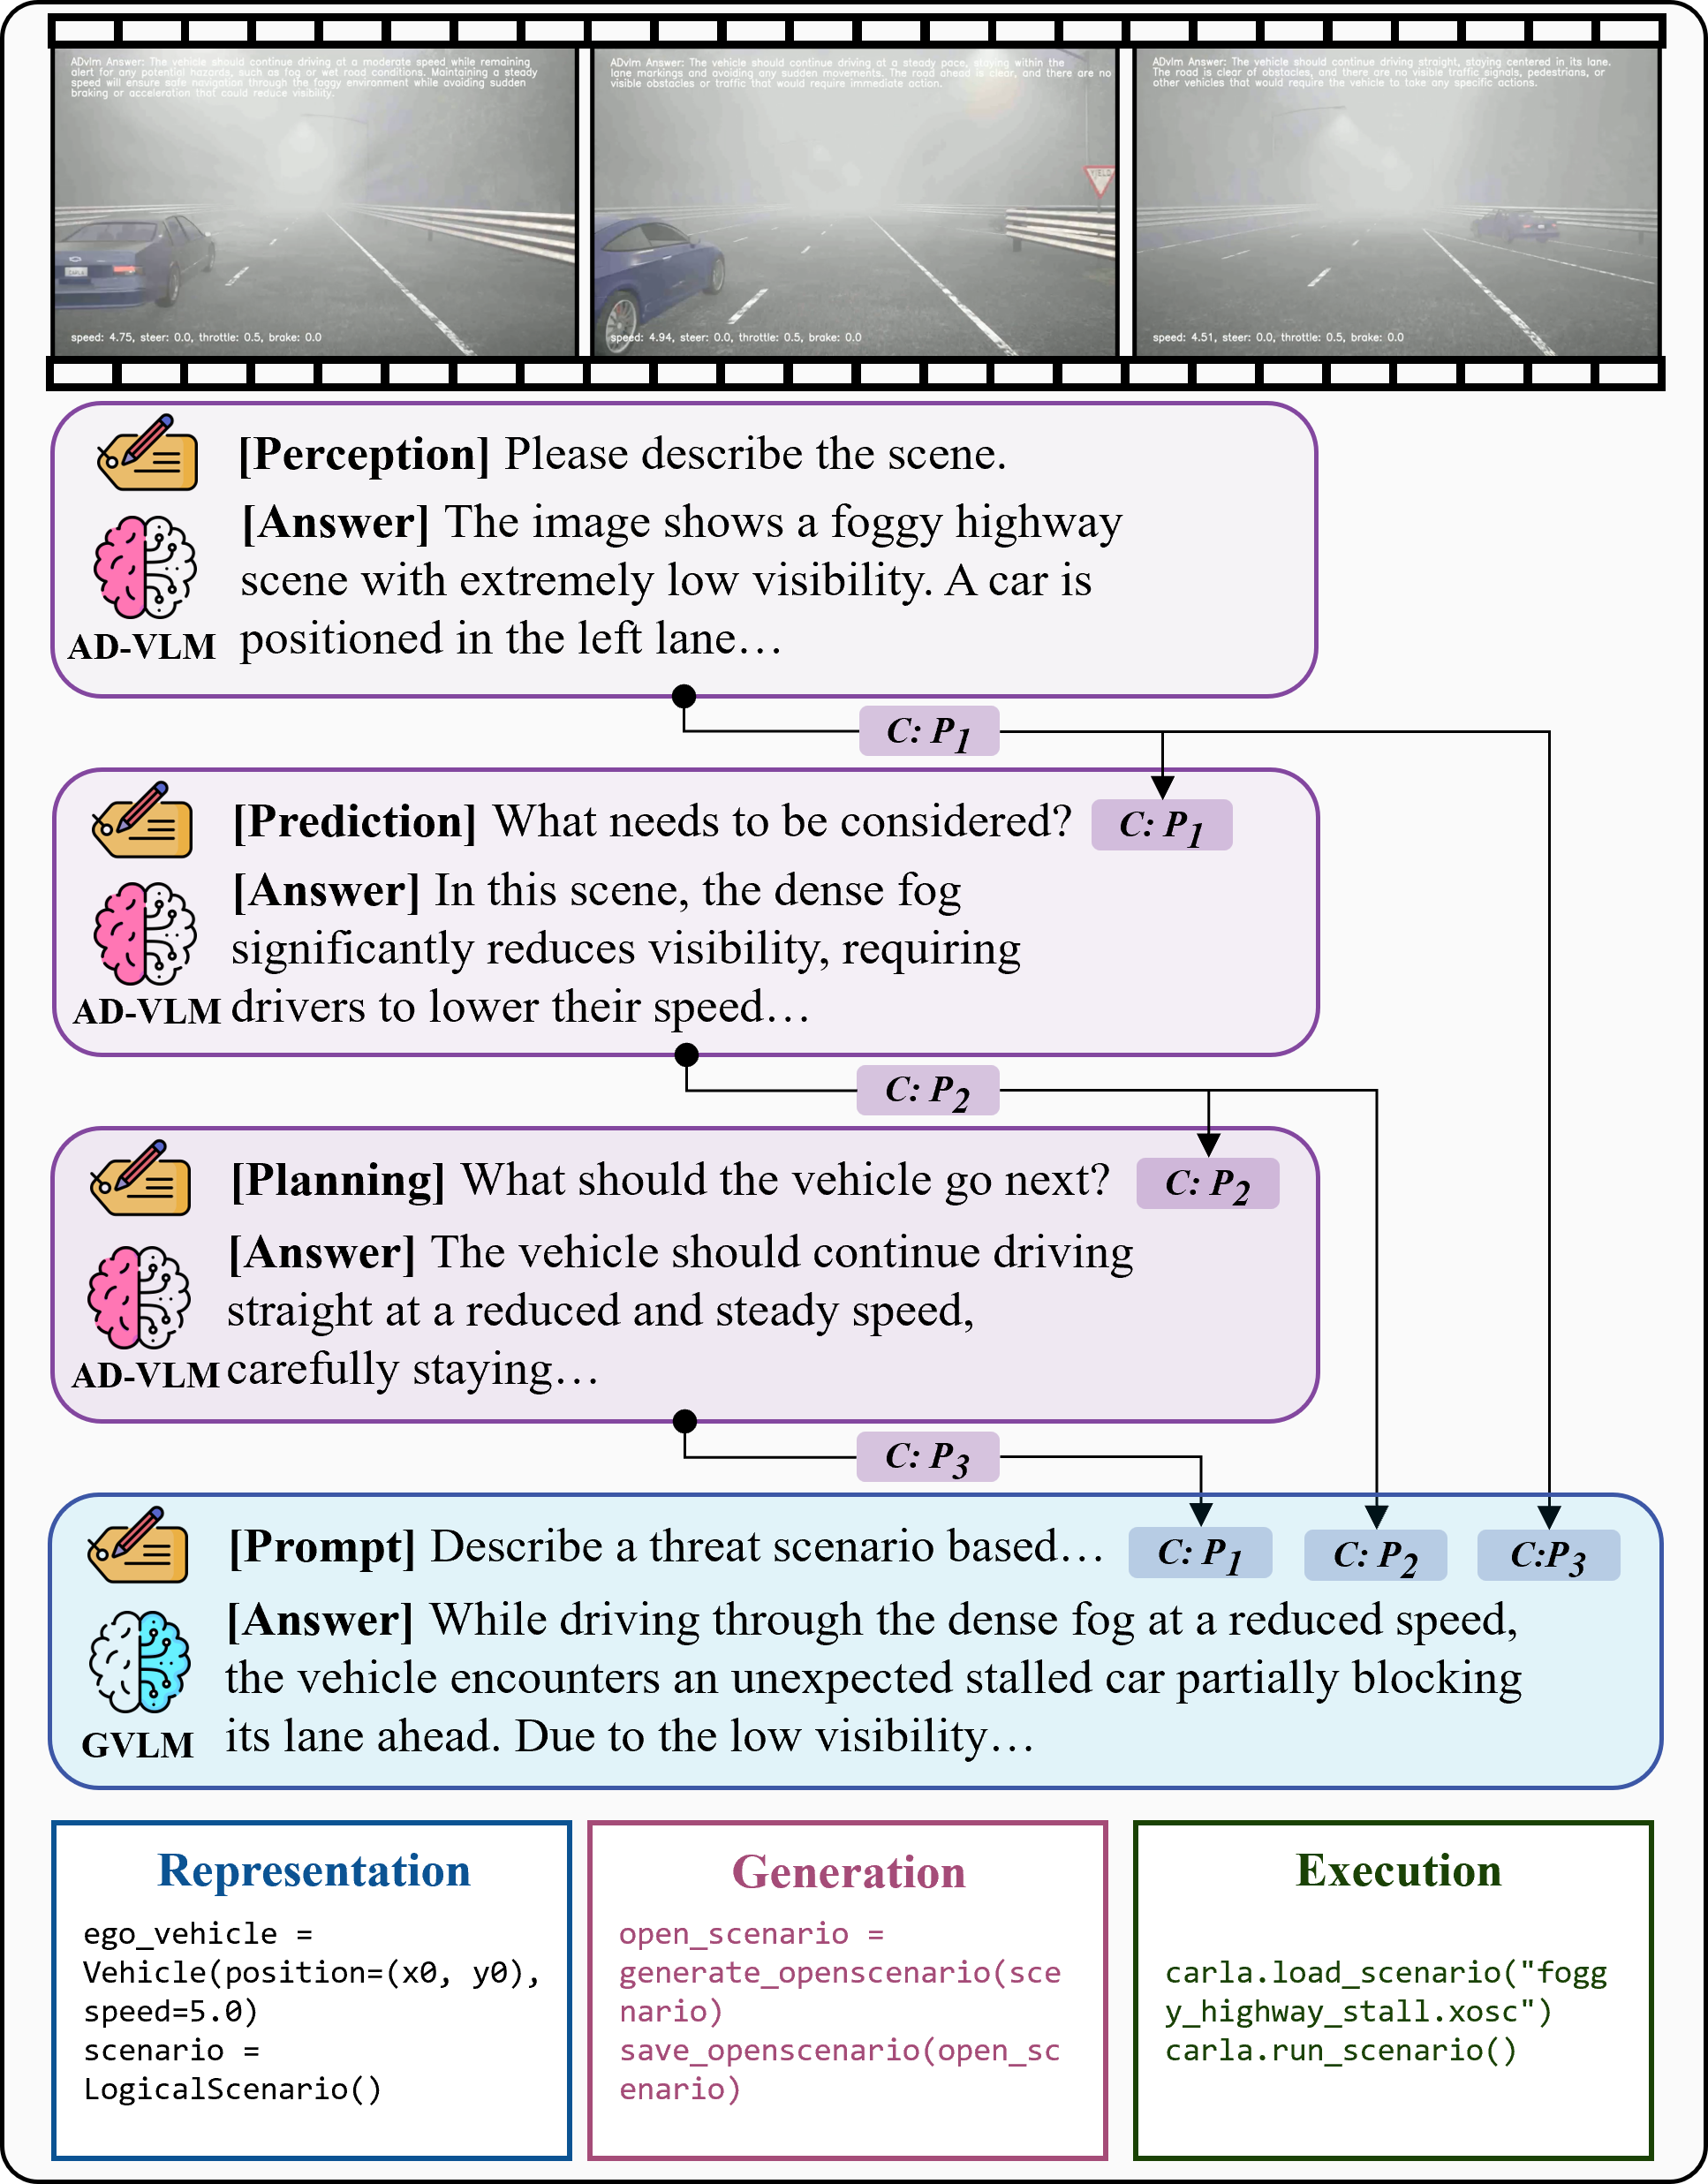 ADvlm Answer: The vehicle should continue driving at a moderate speed while remaining
alert for any potential hazards, such as fog or wet road conditions. Maintaining a steady
speed will ensure safe navigation through the foggy environment while avoiding sudden
braking or acceleration that could reduce visibility.
speed: 4.75, steer: 0.0, throttle: 0.5, brake: 0.0
ADvlm Answer: The vehicle should continue driving at a steady pace, staying within the
lane markings and avoiding any sudden movements. The road ahead is clear, and there are no
visible obstacles or traffic that would require immediate action.
YIELD
speed: 4.94, steer: 0.0, throttle: 0.5, brake: 0.0
ADvlm Answer: The vehicle should continue driving straight, staying centered in its lane.
The road is clear of obstacles, and there are no visible traffic signals, pedestrians, or
other vehicles that would require the vehicle to take any specific actions.
speed: 4.51, steer: 0.0, throttle: 0.5, brake: 0.0
[Perception] Please describe the scene.
[Answer] The image shows a foggy highway
scene with extremely low visibility. A car is
positioned in the left lane…
AD-VLM
C: P1
[Prediction] What needs to be considered?
C: P1
[Answer] In this scene, the dense fog
significantly reduces visibility, requiring
drivers to lower their speed…
AD-VLM
C: P2
[Planning] What should the vehicle go next?
C: P2
[Answer] The vehicle should continue driving
straight at a reduced and steady speed,
carefully staying…
AD-VLM
C: P3
[Prompt] Describe a threat scenario based…
C: P1
C: P2
C:P3
[Answer] While driving through the dense fog at a reduced speed,
the vehicle encounters an unexpected stalled car partially blocking
its lane ahead. Due to the low visibility…
GVLM
Representation
ego_vehicle =
Vehicle(position=(x0, y0),
speed=5.0)
scenario =
LogicalScenario()
Generation
open_scenario =
generate_openscenario(sce
nario)
save_openscenario(open_sc
enario)
Execution
carla.load_scenario("fogg
y_highway_stall.xosc")
carla.run_scenario()